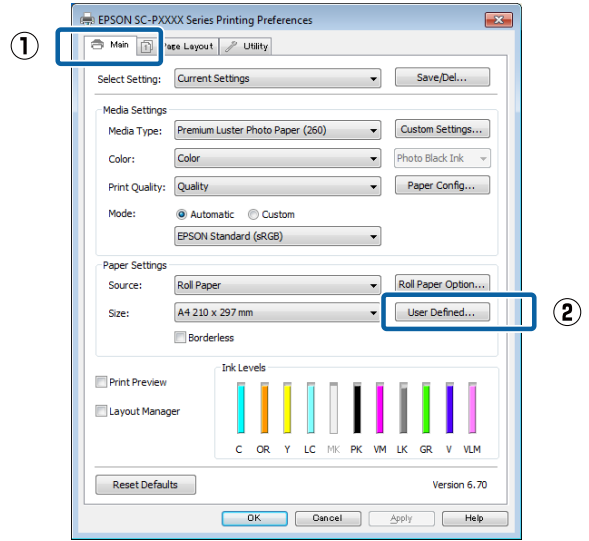 EPSON SC-PXXXX Series Printing Preferences
①
Main
Page Layout
Utility
Select Setting: Current Settings Save/Del...
Media Settings
Media Type: Premium Luster Photo Paper (260) Custom Settings...
Color: Color Photo Black Ink
Print Quality: Quality Paper Config...
Mode: Automatic Custom
EPSON Standard (sRGB)
Paper Settings
Source: Roll Paper Roll Paper Option...
Size: A4 210 x 297 mm User Defined...
②
Borderless
Ink Levels
Print Preview
Layout Manager
C OR Y LC MK PK VM LK GR V VLM
Reset Defaults Version 6.70
OK Cancel Apply Help